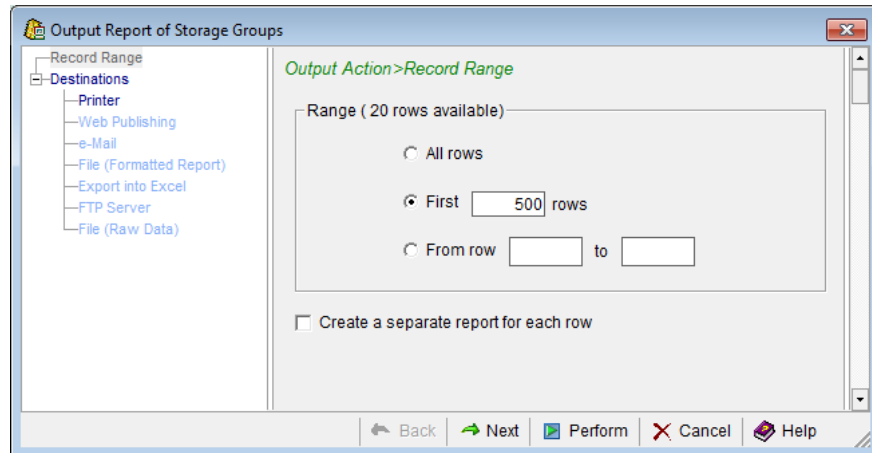 Output Report of Storage Groups
Record Range
Destinations
Printer
Web Publishing
e-Mail
File (Formatted Report)
Export into Excel
FTP Server
File (Raw Data)
Output Action>Record Range
Range ( 20 rows available)
All rows
First 500 rows
From row to
Create a separate report for each row
Back Next Perform Cancel Help